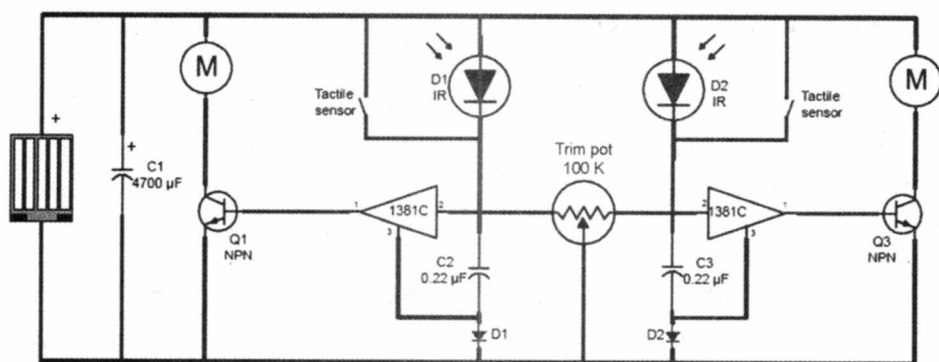 +
+
C1
4700 µF
M
Q1
NPN
Tactile
sensor
D1
IR
1
1381C
2
3
C2
0.22 µF
D1
Trim pot
100 K
D2
IR
Tactile
sensor
2
1381C
1
3
C3
0.22 µF
D2
M
Q3
NPN